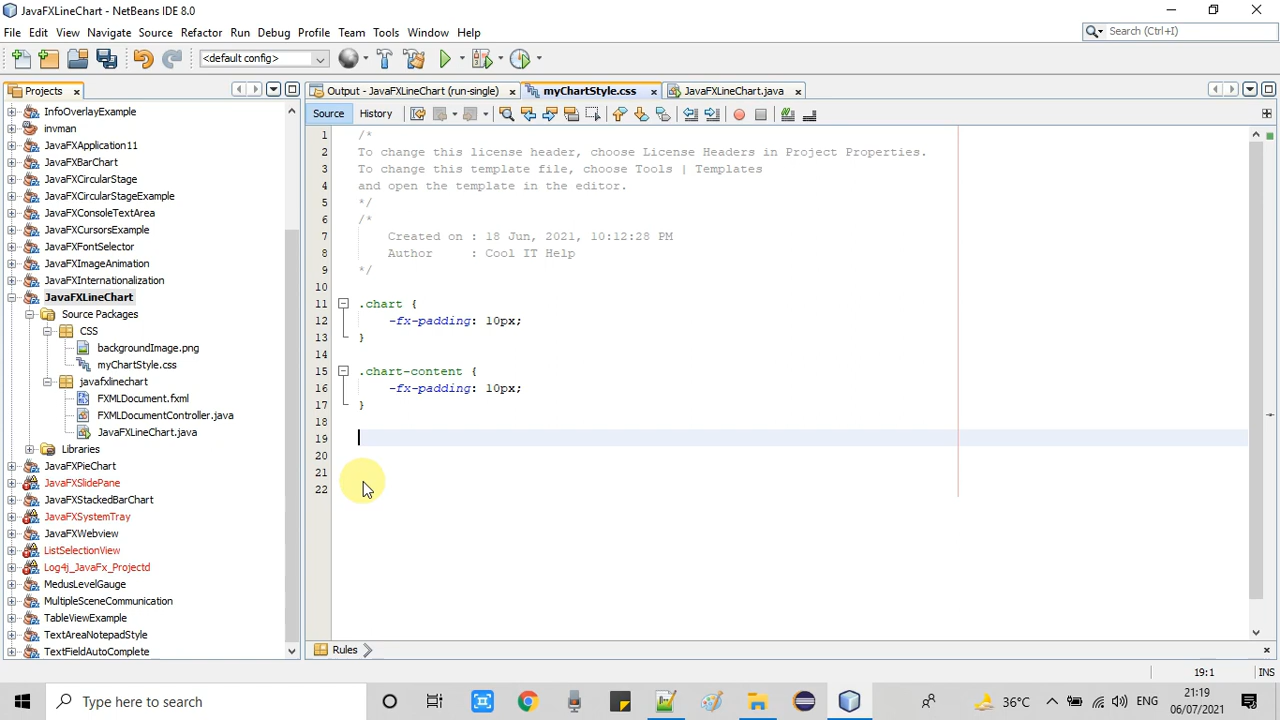 JavaFXLineChart - NetBeans IDE 8.0
File Edit View Navigate Source Refactor Run Debug Profile Team Tools Window Help
Search (Ctrl+I)
<default config>
Projects
Output - JavaFXLineChart (run-single) myChartStyle.css JavaFXLineChart.java
Source History
InfoOverlayExample
invman
JavaFXApplication11
JavaFXBarChart
JavaFXCircularStage
JavaFXCircularStageExample
JavaFXConsoleTextArea
JavaFXCursorsExample
JavaFXFontSelector
JavaFXImageAnimation
JavaFXInternationalization
JavaFXLineChart
Source Packages
CSS
backgroundImage.png
myChartStyle.css
javafxlinechart
FXMLDocument.fxml
FXMLDocumentController.java
JavaFXLineChart.java
Libraries
JavaFXPieChart
JavaFXSlidePane
JavaFXStackedBarChart
JavaFXSystemTray
JavaFXWebview
ListSelectionView
Log4j_JavaFx_Projectd
MedusLevelGauge
MultipleSceneCommunication
TableViewExample
TextAreaNotepadStyle
TextFieldAutoComplete
1 /*
2 To change this license header, choose License Headers in Project Properties.
3 To change this template file, choose Tools | Templates
4 and open the template in the editor.
5 */
6 /*
7 Created on : 18 Jun, 2021, 10:12:28 PM
8 Author : Cool IT Help
9 */
10
11 .chart {
12 -fx-padding: 10px;
13 }
14
15 .chart-content {
16 -fx-padding: 10px;
17 }
18
19
20
21
22
Rules
19:1 INS
Type here to search
36°C
ENG
21:19
06/07/2021